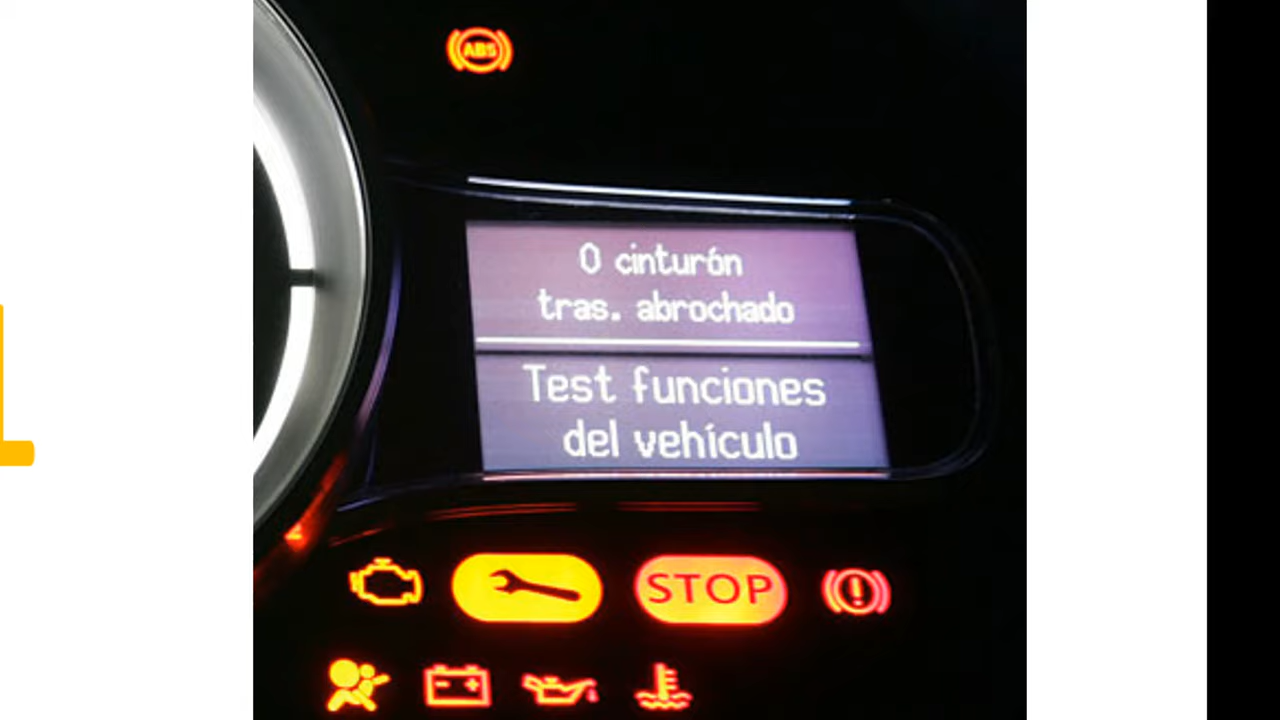 ABS
0 cinturón
tras. abrochado
Test funciones
del vehículo
STOP